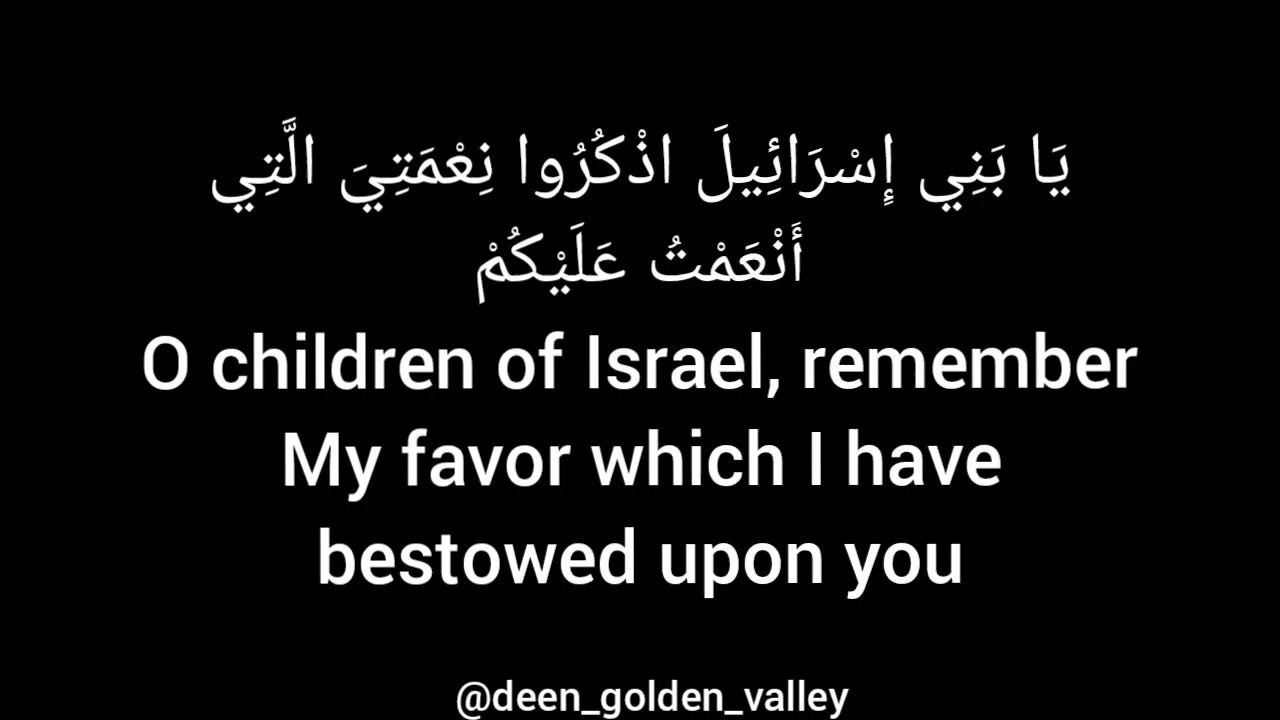 يَا بَنِي إِسْرَائِيلَ اذْكُرُوا نِعْمَتِيَ الَّتِي
أَنْعَمْتُ عَلَيْكُمْ
O children of Israel, remember
My favor which I have
bestowed upon you
@deen_golden_valley